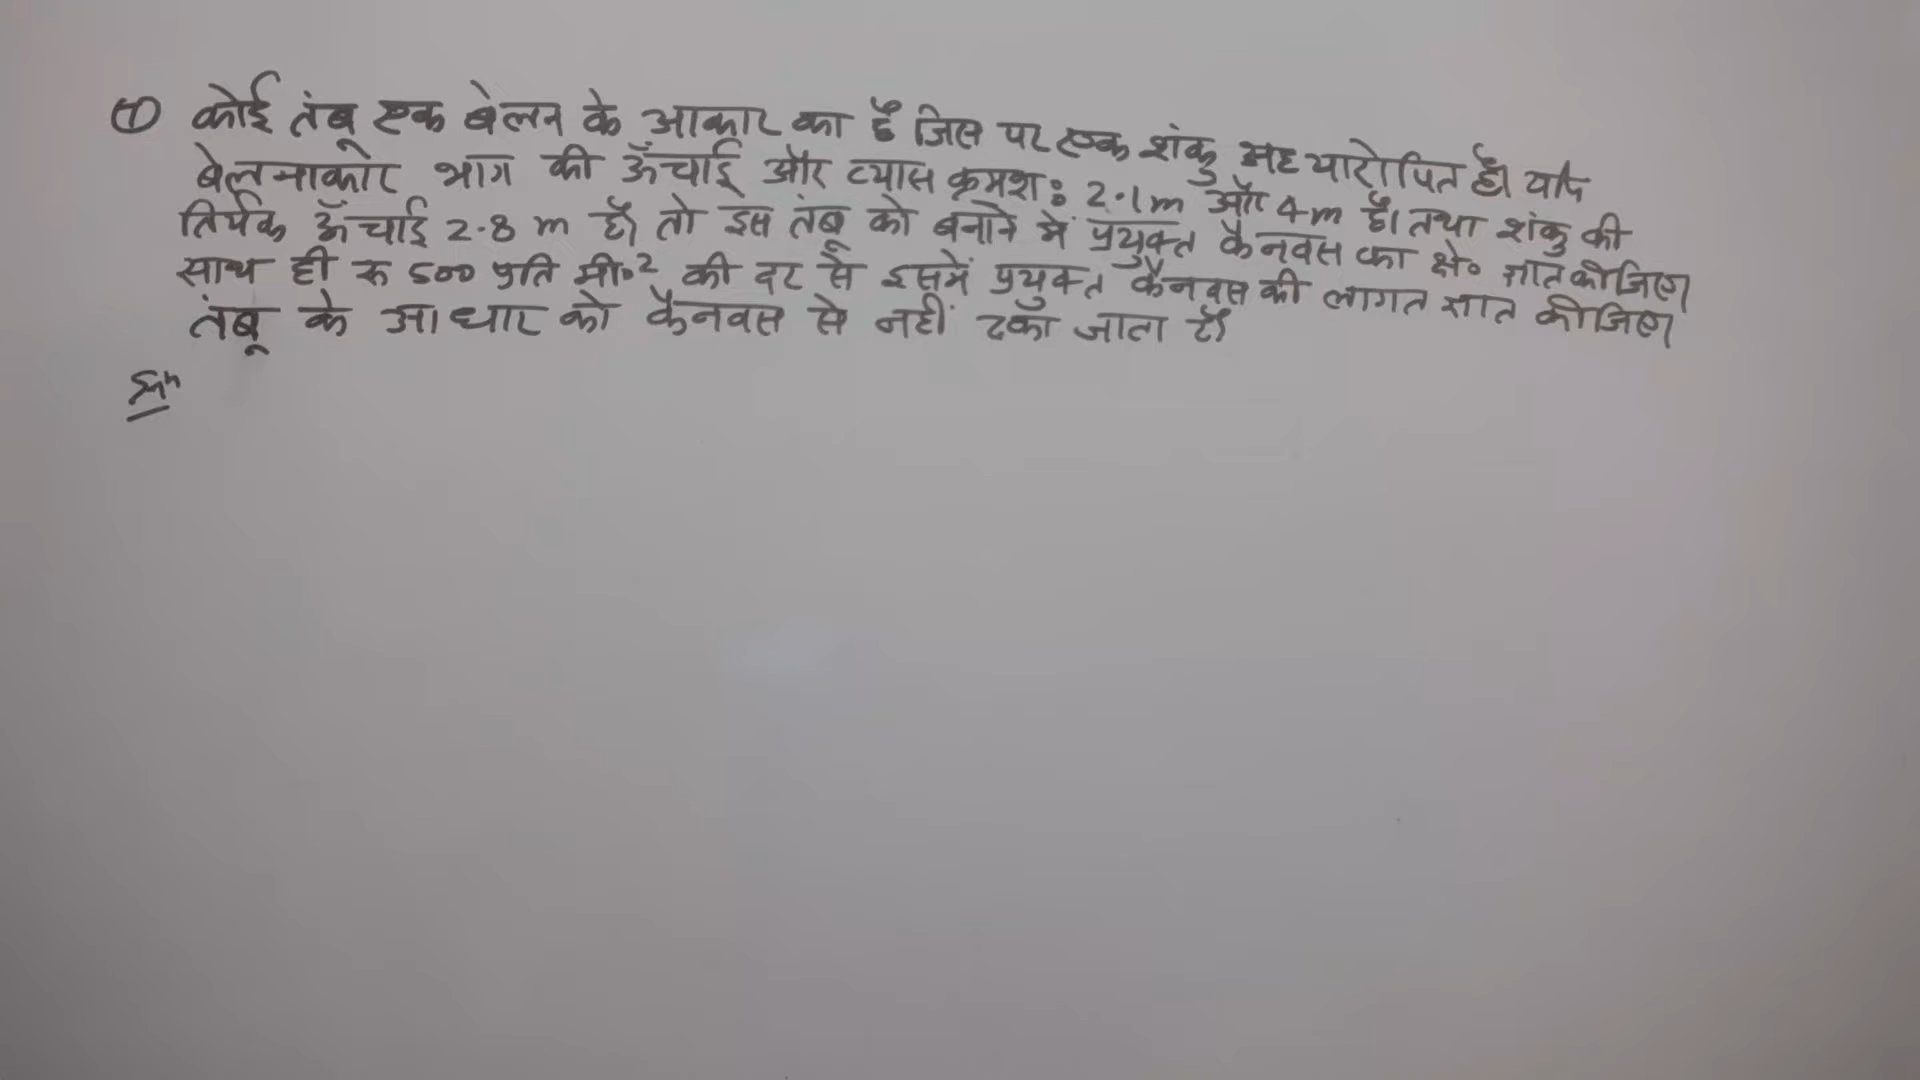 ⑦ कोई तंबू एक बेलन के आकार का है जिस पर एक शंकु अध्यारोपित है। यदि
बेलनाकार भाग की ऊँचाई और व्यास क्रमशः 2.1m और 4m है। तथा शंकु की
तिर्यक ऊँचाई 2.8 m है। तो इस तंबू को बनाने में प्रयुक्त कैनवस का क्षे० ज्ञात कीजिए।
साथ ही रू 500 प्रति मी०² की दर से इसमें प्रयुक्त कैनवस की लागत ज्ञात कीजिए।
तंबू के आधार को कैनवस से नहीं ढका जाता है।
Solⁿ